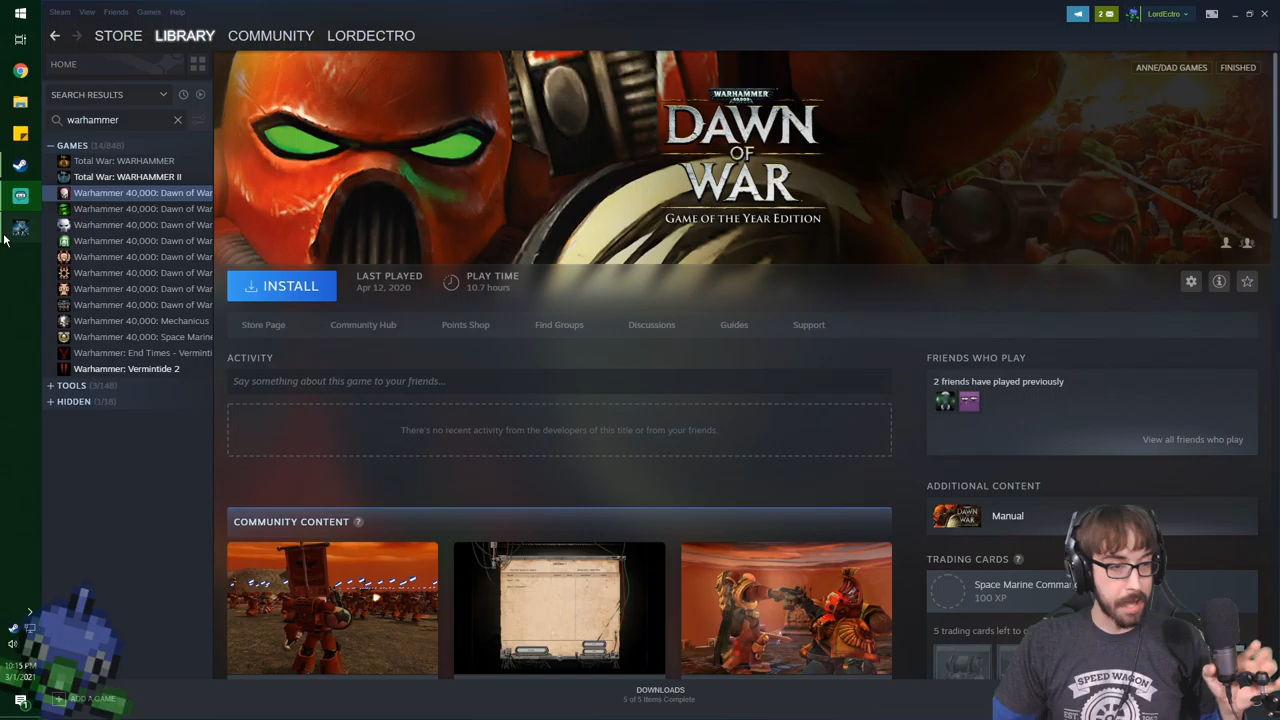 Steam View Friends Games Help
2
LordEctro
STORE LIBRARY COMMUNITY LORDECTRO
HOME
SEARCH RESULTS
warhammer
GAMES (14/848)
Total War: WARHAMMER
Total War: WARHAMMER II
Warhammer 40,000: Dawn of War
Warhammer 40,000: Dawn of War
Warhammer 40,000: Dawn of War
Warhammer 40,000: Dawn of War
Warhammer 40,000: Dawn of War
Warhammer 40,000: Dawn of War
Warhammer 40,000: Dawn of War
Warhammer 40,000: Dawn of War
Warhammer 40,000: Mechanicus
Warhammer 40,000: Space Marine
Warhammer: End Times - Verminti
Warhammer: Vermintide 2
TOOLS (3/148)
HIDDEN (1/18)
ANNE/DAD GAMES FINISHED
WARHAMMER
40,000
DAWN
OF
WAR
GAME OF THE YEAR EDITION
INSTALL
LAST PLAYED
Apr 12, 2020
PLAY TIME
10.7 hours
Store Page Community Hub Points Shop Find Groups Discussions Guides Support
ACTIVITY
Say something about this game to your friends...
There's no recent activity from the developers of this title or from your friends.
COMMUNITY CONTENT ?
FRIENDS WHO PLAY
2 friends have played previously
View all friends who play
ADDITIONAL CONTENT
DAWN
WAR
Manual
TRADING CARDS ?
Space Marine Comma
100 XP
5 trading cards left to
SPEED WAGON
10:15 PM
3/1/2021
ADD A GAME
DOWNLOADS
5 of 5 Items Complete